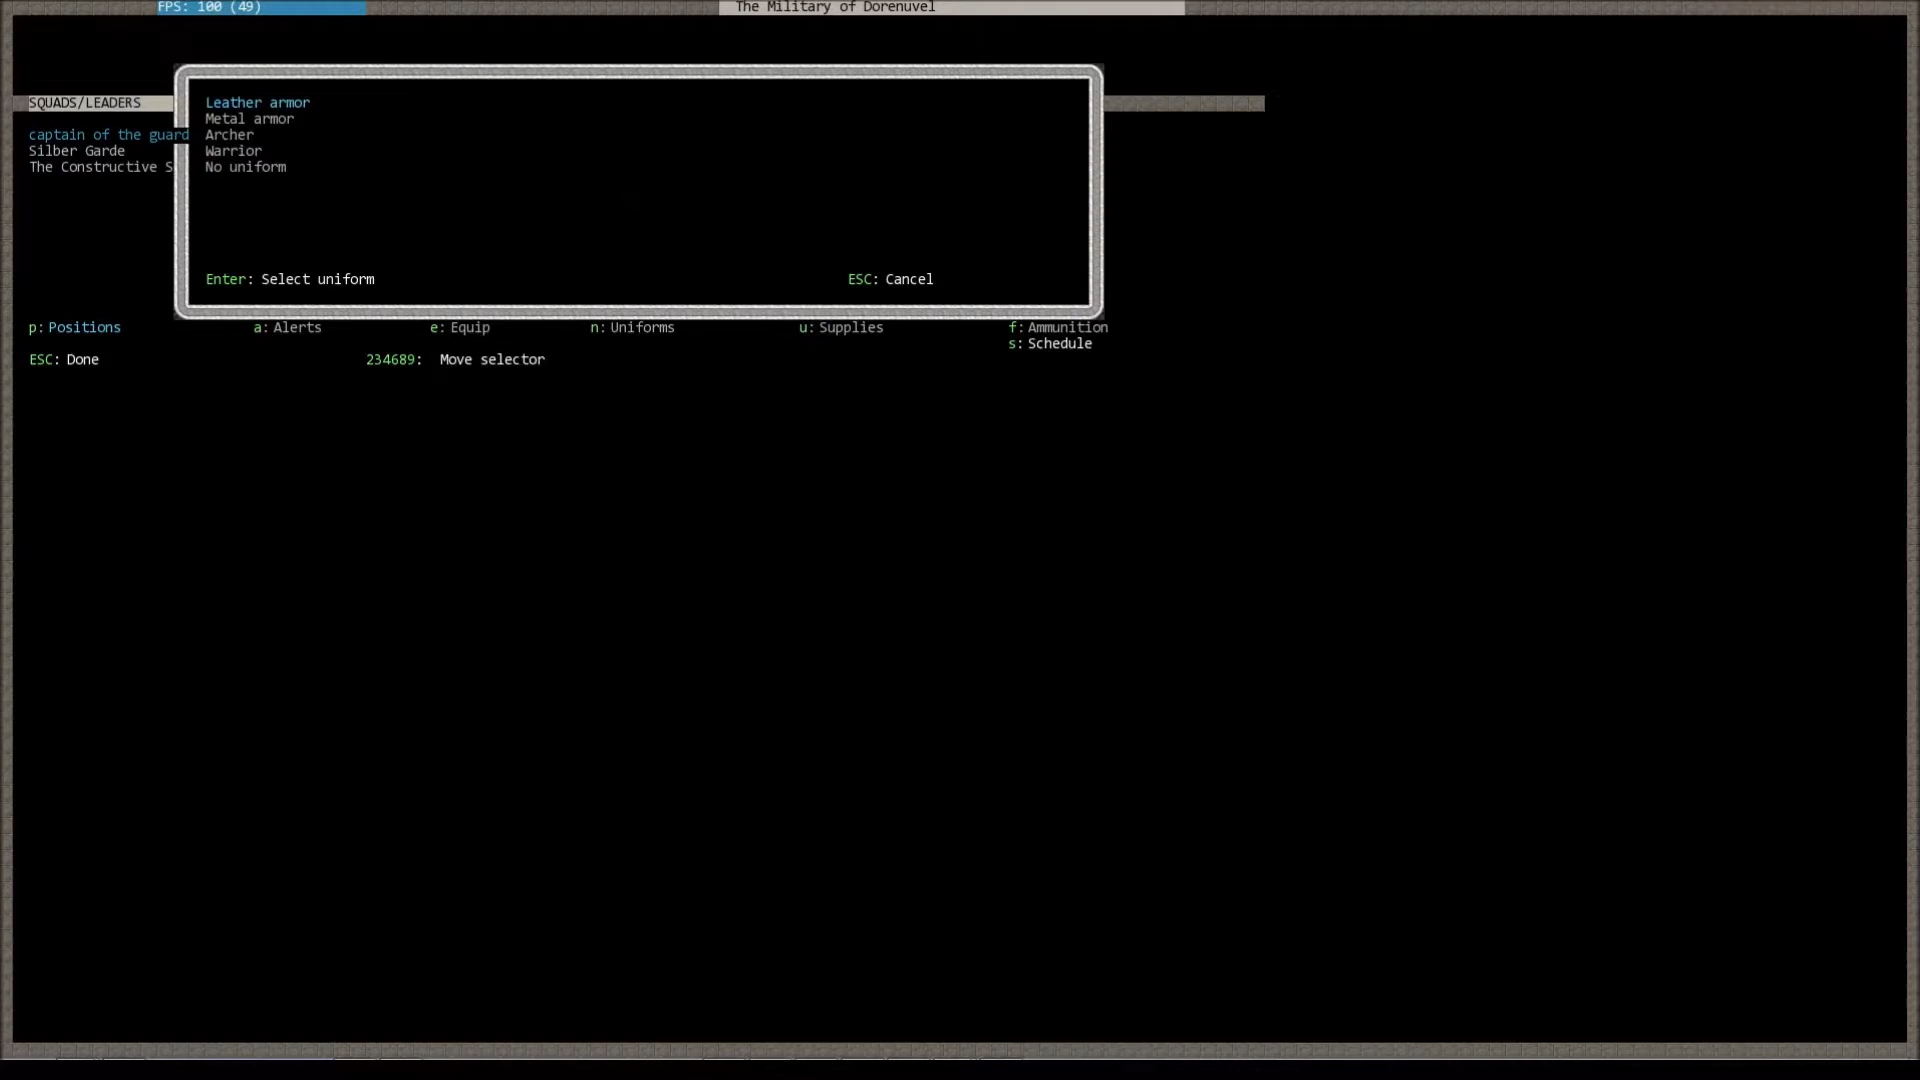 FPS: 100 (49)
The Military of Dorenuvel
SQUADS/LEADERS
captain of the guard
Silber Garde
The Constructive S
Leather armor
Metal armor
Archer
Warrior
No uniform
Enter: Select uniform ESC: Cancel
p: Positions a: Alerts e: Equip n: Uniforms u: Supplies f: Ammunition
s: Schedule
ESC: Done 234689: Move selector